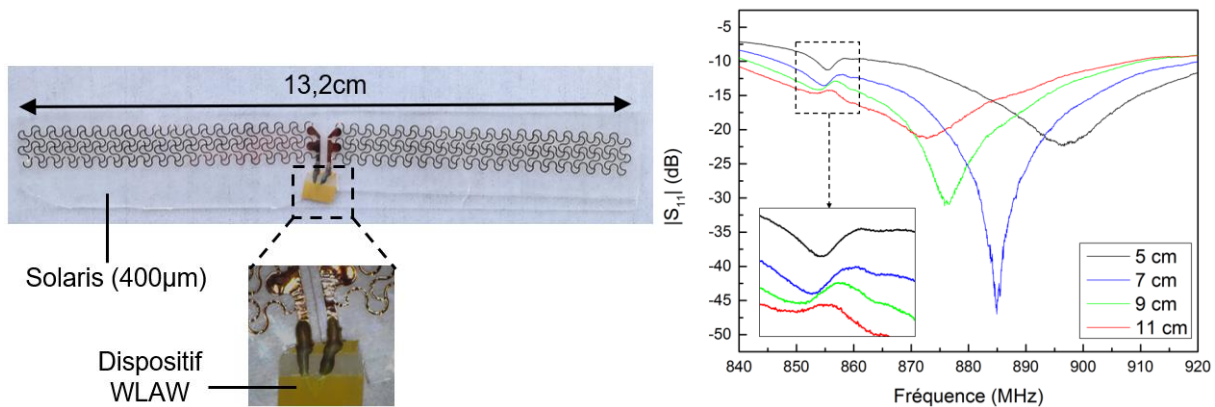 13,2cm
Solaris (400µm)
Dispositif
WLAW
-5
-10
-15
-20
-25
-30
-35
-40
-45
-50
|S₁₁| (dB)
5 cm
7 cm
9 cm
11 cm
840 850 860 870 880 890 900 910 920
Fréquence (MHz)